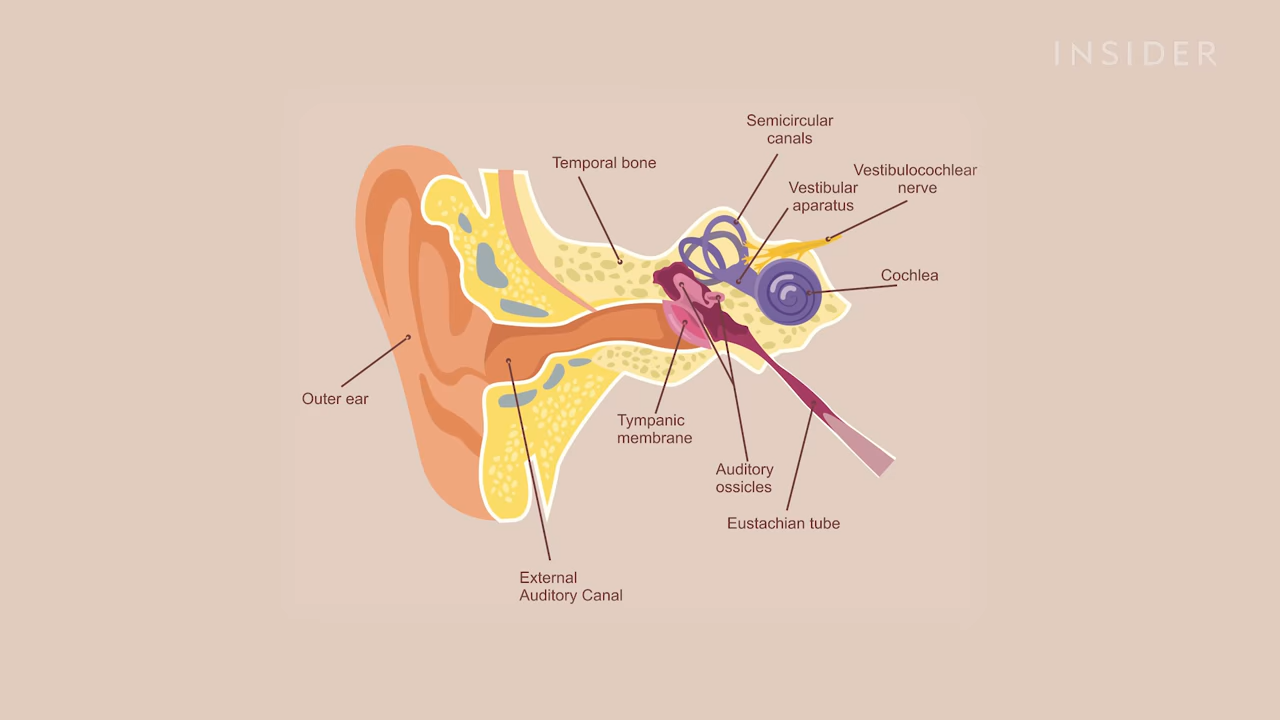 INSIDER
Semicircular
canals
Temporal bone
Vestibulocochlear
nerve
Vestibular
aparatus
Cochlea
Outer ear
Tympanic
membrane
Auditory
ossicles
Eustachian tube
External
Auditory Canal